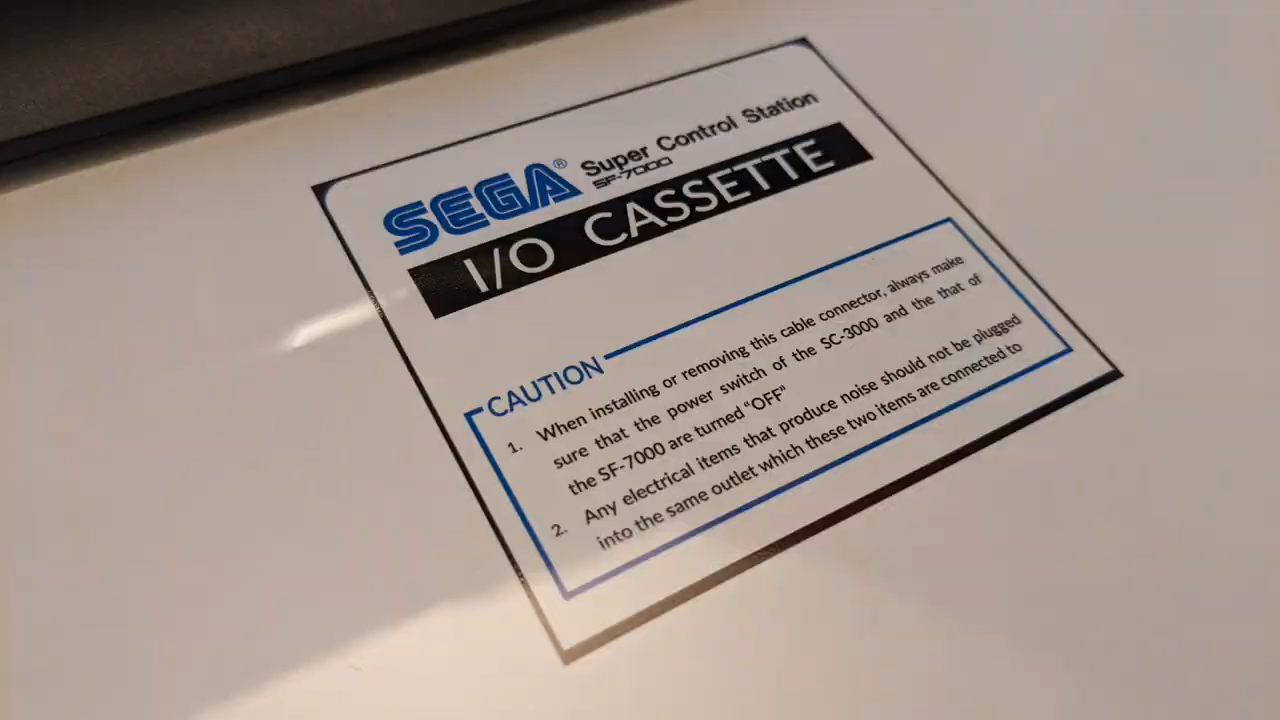 SEGA® Super Control Station
SF-7000
I/O CASSETTE
CAUTION
1. When installing or removing this cable connector, always make
sure that the power switch of the SC-3000 and the that of
the SF-7000 are turned “OFF”
2. Any electrical items that produce noise should not be plugged
into the same outlet which these two items are connected to